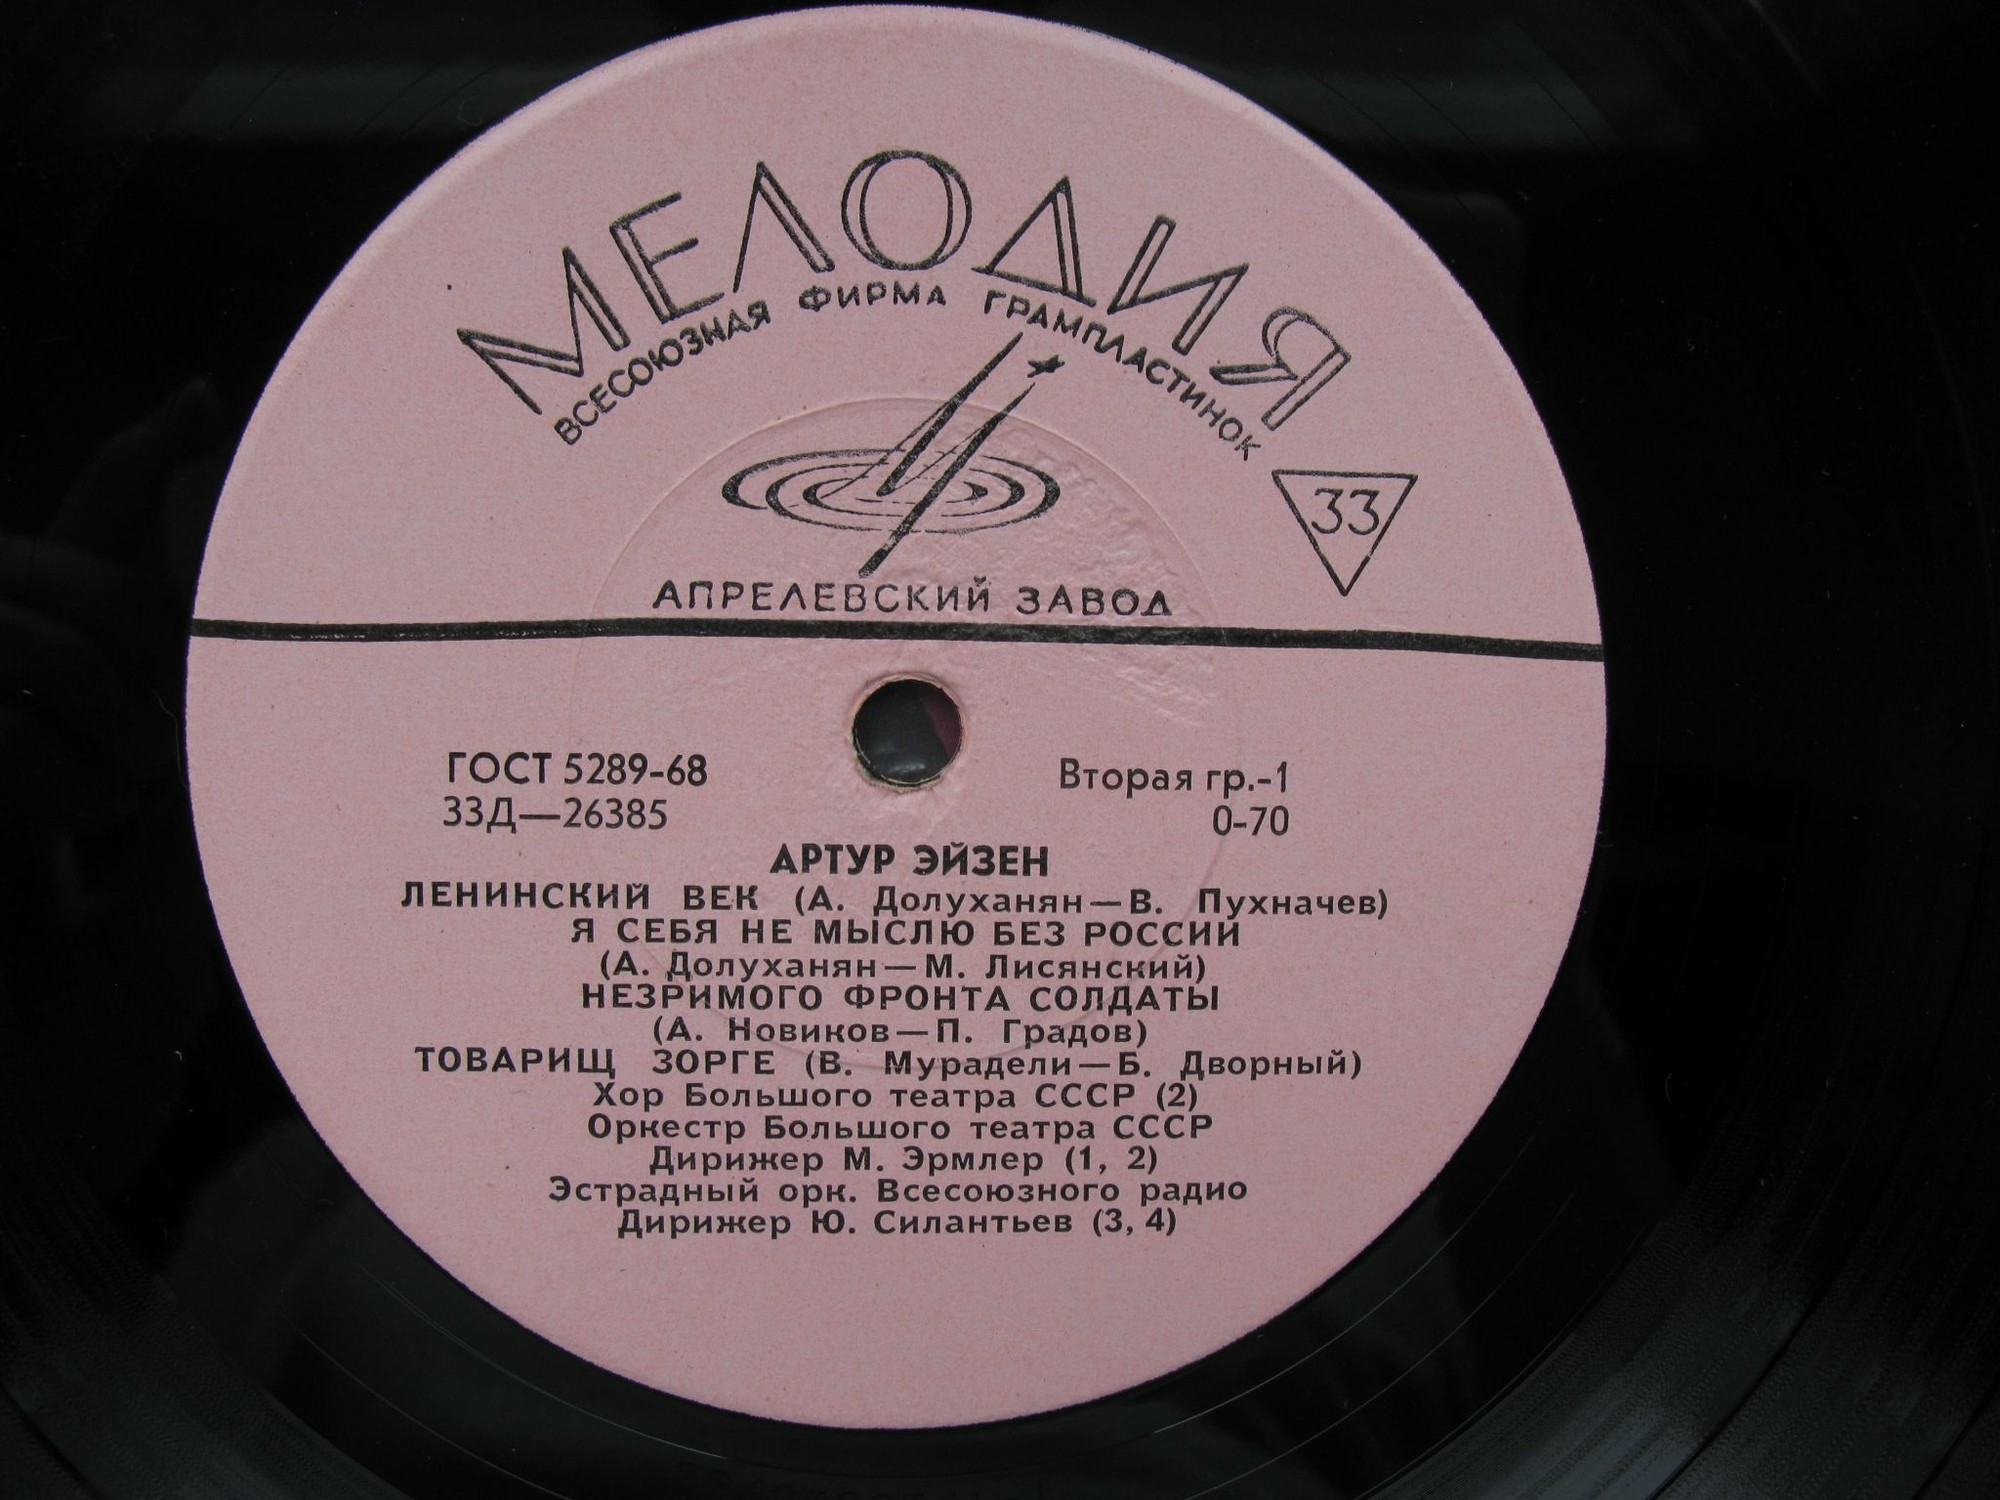 МЕЛОДИЯ
ВСЕСОЮЗНАЯ ФИРМА ГРАМПЛАСТИНОК
33
АПРЕЛЕВСКИЙ ЗАВОД
ГОСТ 5289-68
Вторая гр.-1
33Д—26385
0-70
АРТУР ЭЙЗЕН
ЛЕНИНСКИЙ ВЕК (А. Долуханян—В. Пухначев)
Я СЕБЯ НЕ МЫСЛЮ БЕЗ РОССИИ
(А. Долуханян—М. Лисянский)
НЕЗРИМОГО ФРОНТА СОЛДАТЫ
(А. Новиков—П. Градов)
ТОВАРИЩ ЗОРГЕ (В. Мурадели—Б. Дворный)
Хор Большого театра СССР (2)
Оркестр Большого театра СССР
Дирижер М. Эрмлер (1, 2)
Эстрадный орк. Всесоюзного радио
Дирижер Ю. Силантьев (3, 4)